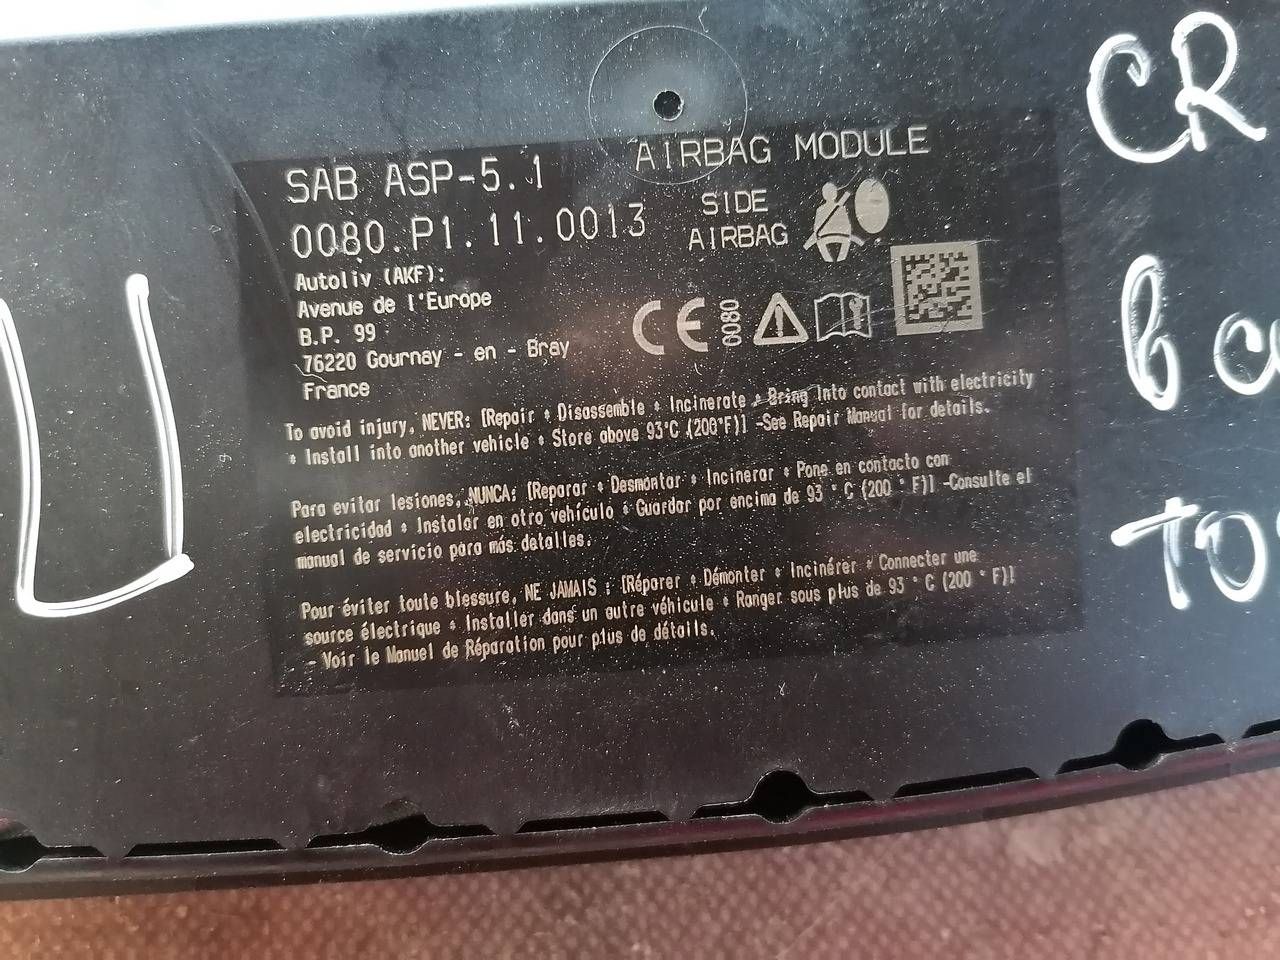 SAB ASP-5.1
0080.P1.11.0013
Autoliv (AKF):
Avenue de l'Europe
B.P. 99
76220 Gournay - en - Bray
France
AIRBAG MODULE
SIDE
AIRBAG
CE 0080
To avoid injury, NEVER: [Repair • Disassemble • Incinerate • Bring Into contact with electricity
• Install into another vehicle • Store above 93°C (200°F)] -See Repair Manual for details.
Para evitar lesiones, NUNCA: [Reparar • Desmontar • Incinerar • Pone en contacto con
electricidad • Instalar en otro vehículo • Guardar por encima de 93 ° C (200 ° F)] -Consulte el
manual de servicio para más detalles.
Pour éviter toute blessure, NE JAMAIS : [Réparer • Démonter • Incinérer • Connecter une
source électrique • Installer dans un autre véhicule • Ranger sous plus de 93 ° C (200 ° F)]
- Voir le Manuel de Réparation pour plus de détails.
CR